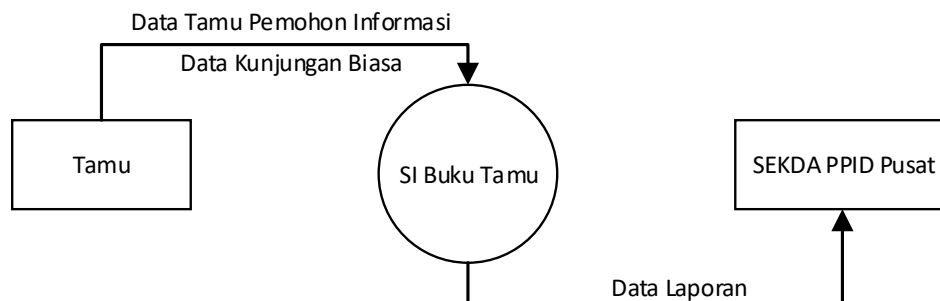 Data Tamu Pemohon Informasi
Data Kunjungan Biasa
Tamu
SI Buku Tamu
SEKDA PPID Pusat
Data Laporan